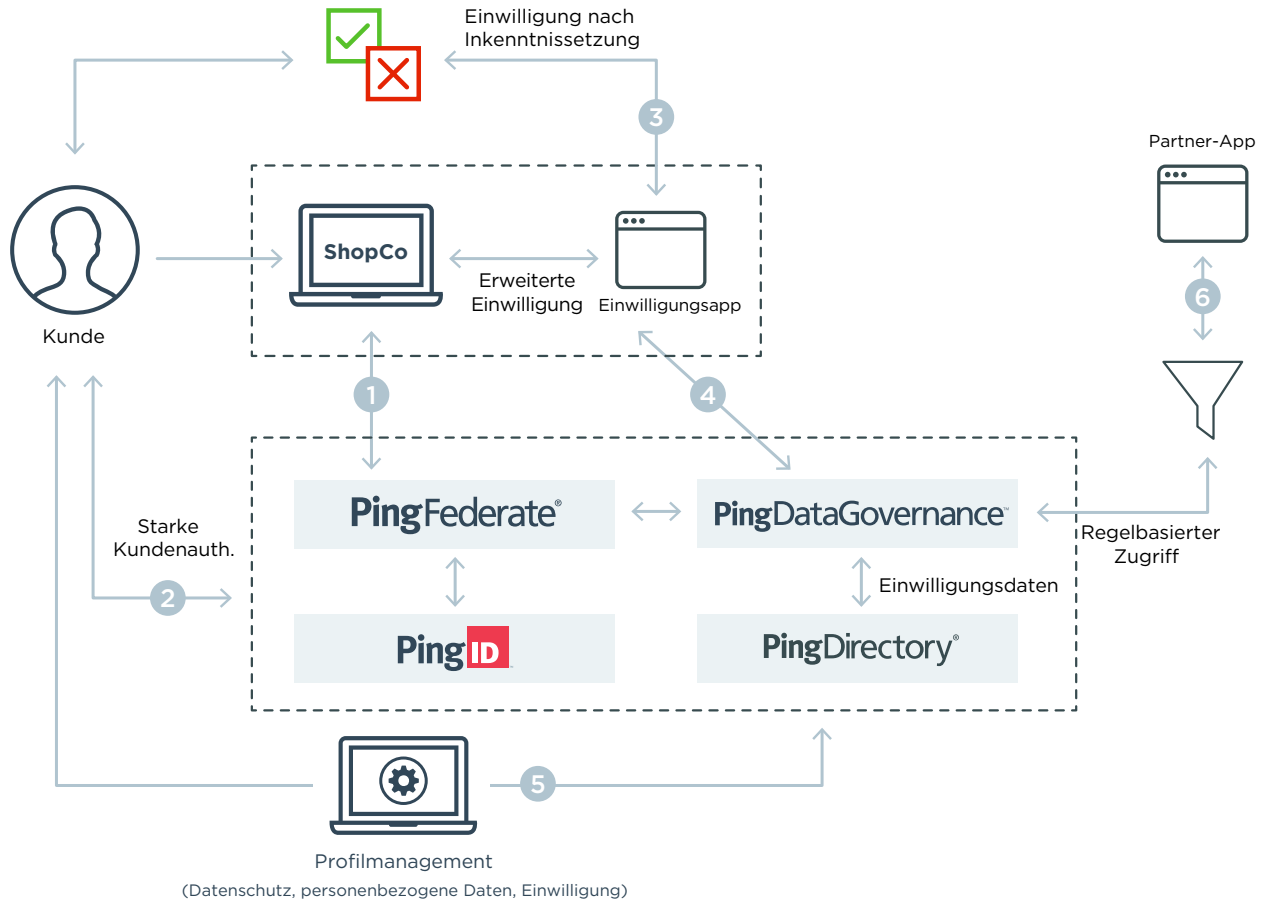 Einwilligung nach
Inkenntnissetzung
3
Partner-App
ShopCo
Erweiterte
Einwilligung
Einwilligungsapp
Kunde
6
1
4
PingFederate®
PingDataGovernance™
Starke
Kundenauth.
2
Regelbasierter
Zugriff
Einwilligungsdaten
PingID
PingDirectory®
5
Profilmanagement
(Datenschutz, personenbezogene Daten, Einwilligung)